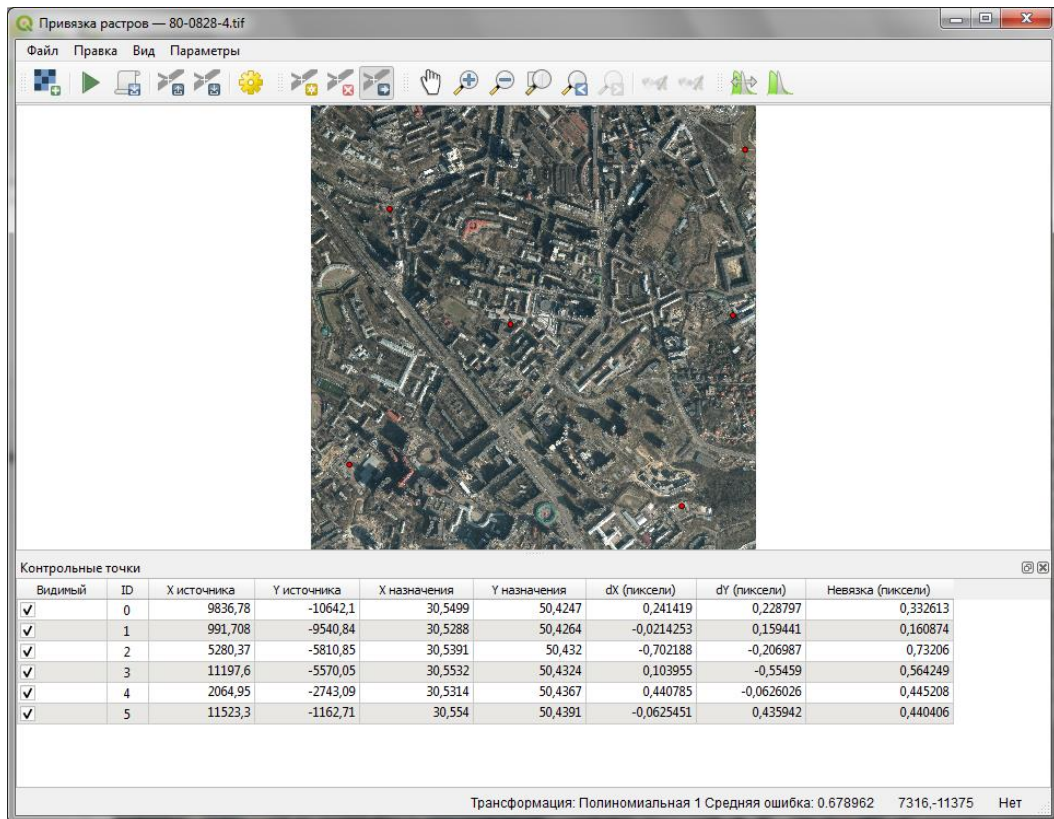 Привязка растров — 80-0828-4.tif
Файл Правка Вид Параметры
Контрольные точки
Видимый ID X источника Y источника X назначения Y назначения dX (пиксели) dY (пиксели) Невязка (пиксели)
0 9836,78 -10642,1 30,5499 50,4247 0,241419 0,228797 0,332613
1 991,708 -9540,84 30,5288 50,4264 -0,0214253 0,159441 0,160874
2 5280,37 -5810,85 30,5391 50,432 -0,702188 -0,206987 0,73206
3 11197,6 -5570,05 30,5532 50,4324 0,103955 -0,55459 0,564249
4 2064,95 -2743,09 30,5314 50,4367 0,440785 -0,0626026 0,445208
5 11523,3 -1162,71 30,554 50,4391 -0,0625451 0,435942 0,440406
Трансформация: Полиномиальная 1 Средняя ошибка: 0.678962 7316,-11375 Нет